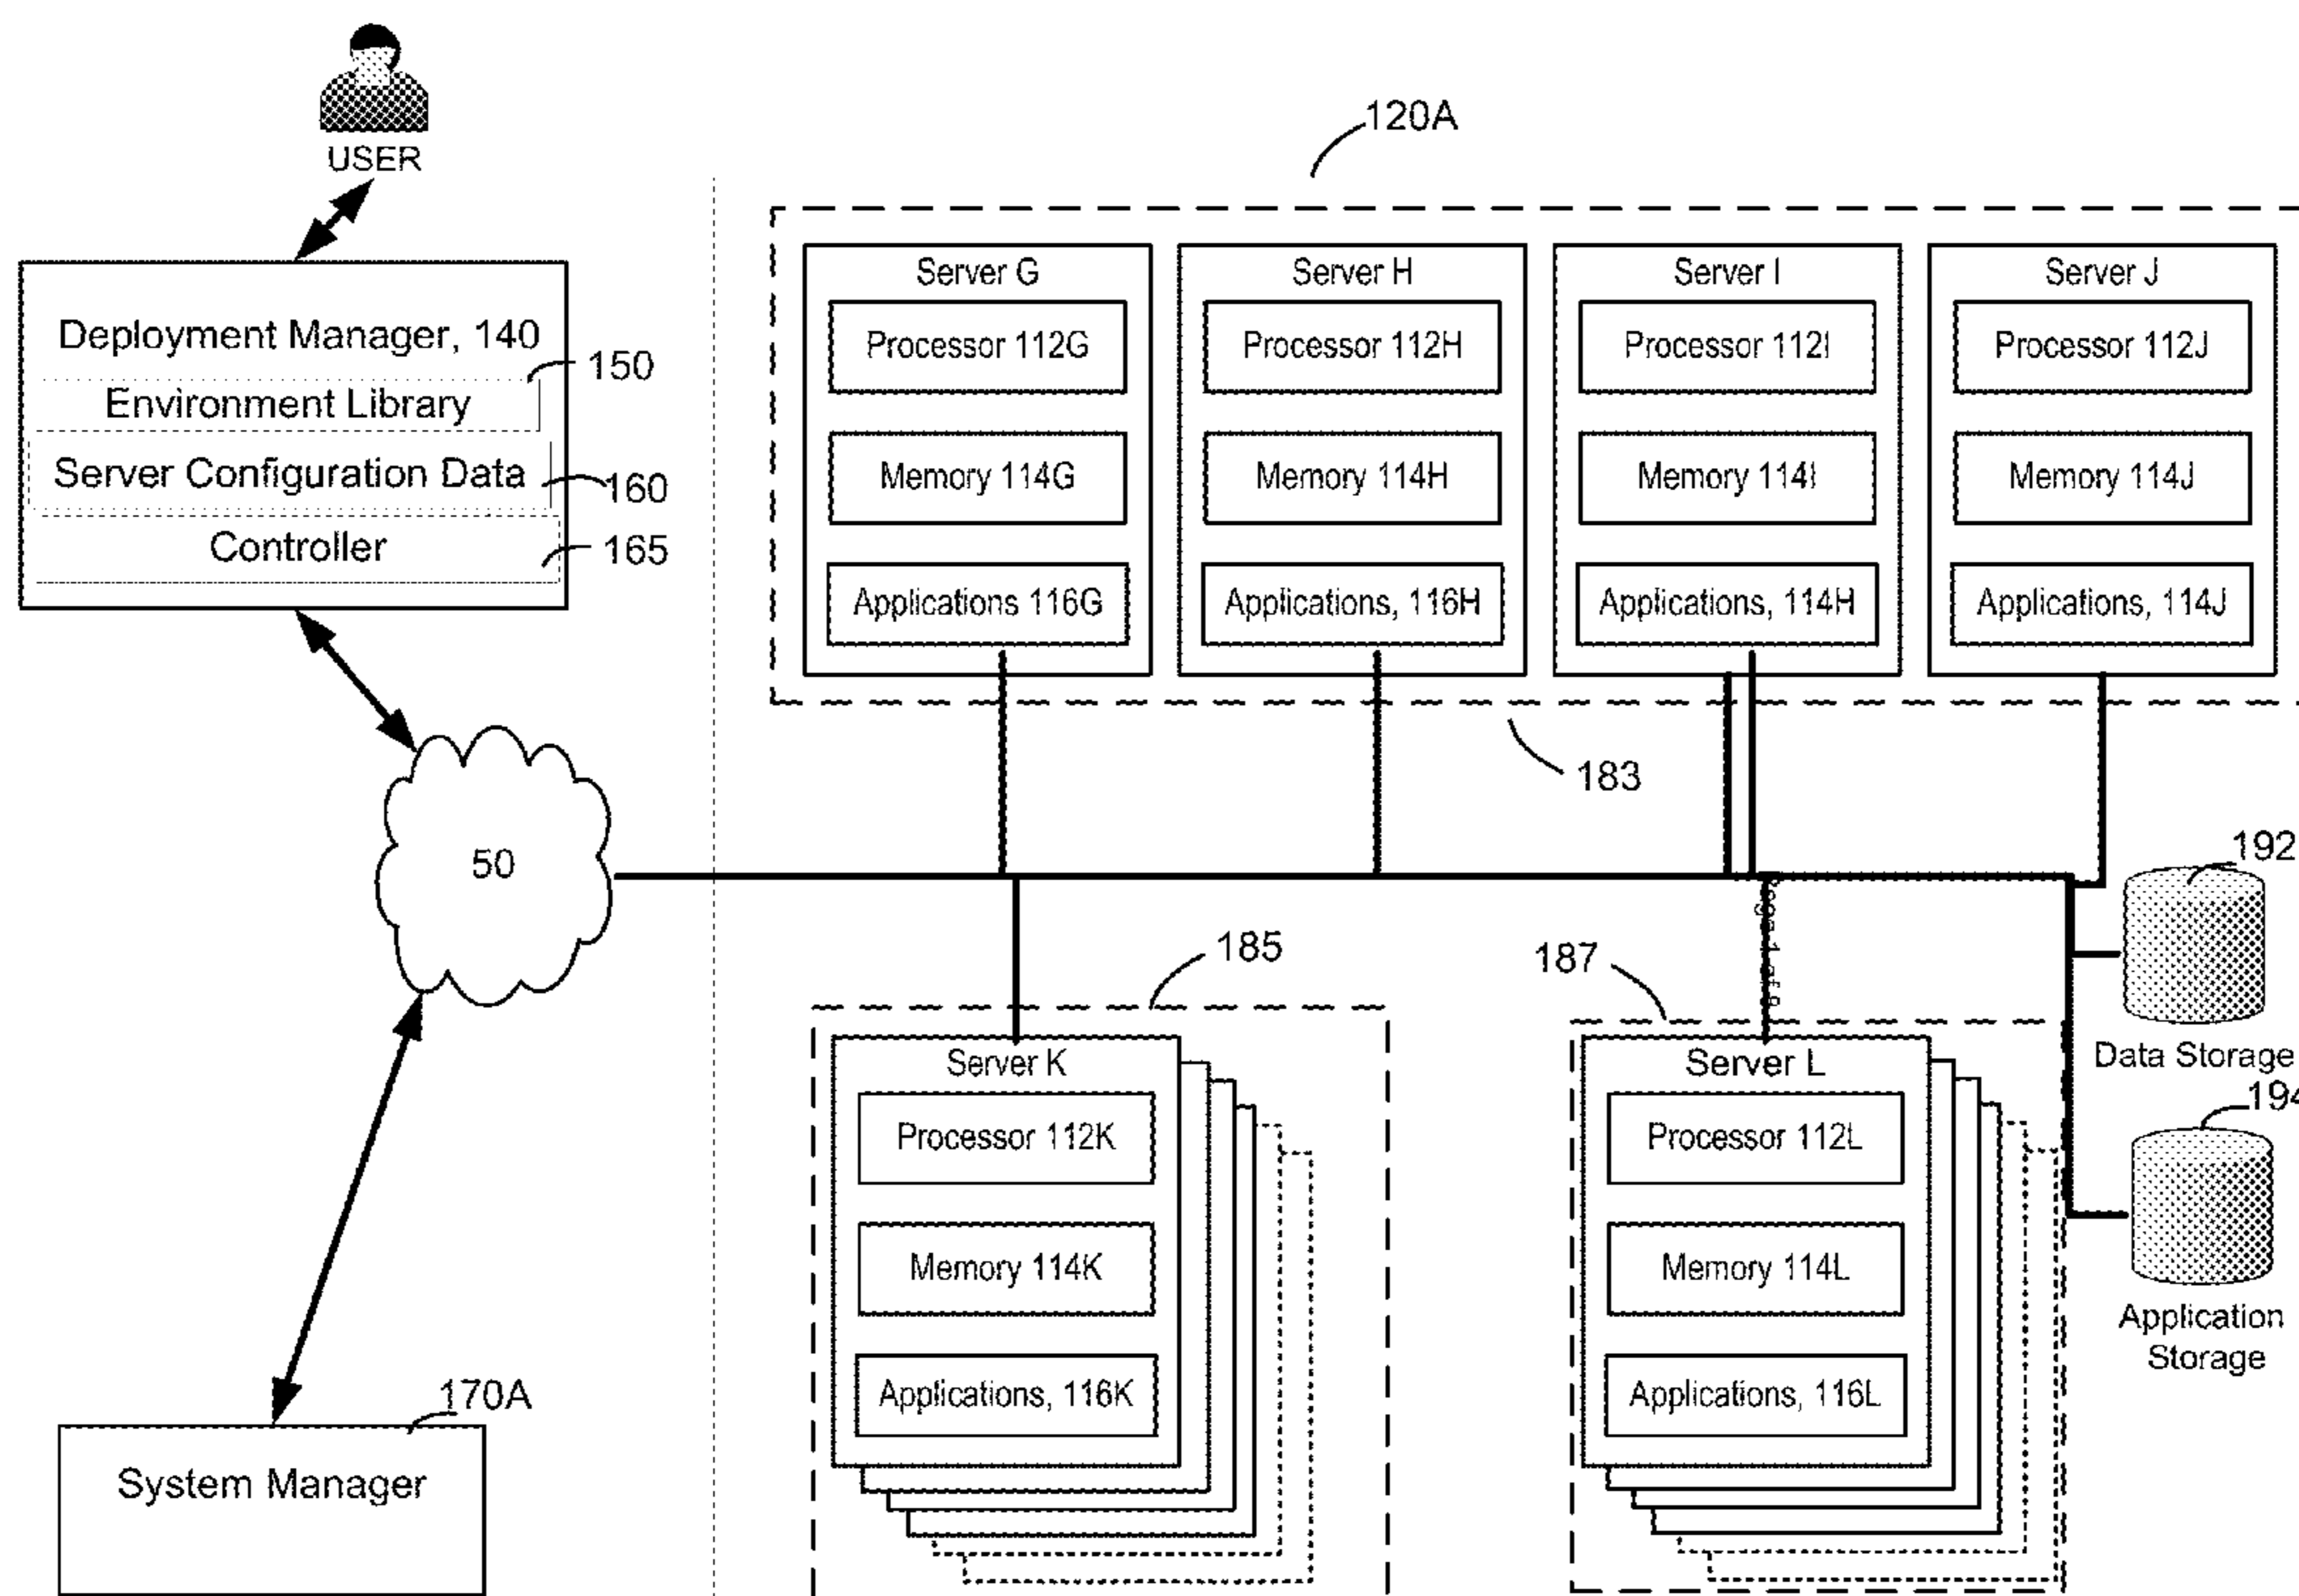 USER
120A
Deployment Manager, 140
150
Environment Library
Server Configuration Data
160
Controller
165
Server G
Processor 112G
Memory 114G
Applications 116G
Server H
Processor 112H
Memory 114H
Applications, 116H
Server I
Processor 112I
Memory 114I
Applications, 114H
Server J
Processor 112J
Memory 114J
Applications, 114J
183
50
192
Data Storage
194
Application
Storage
185
Server K
Processor 112K
Memory 114K
Applications, 116K
187
Server L
Processor 112L
Memory 114L
Applications, 116L
170A
System Manager